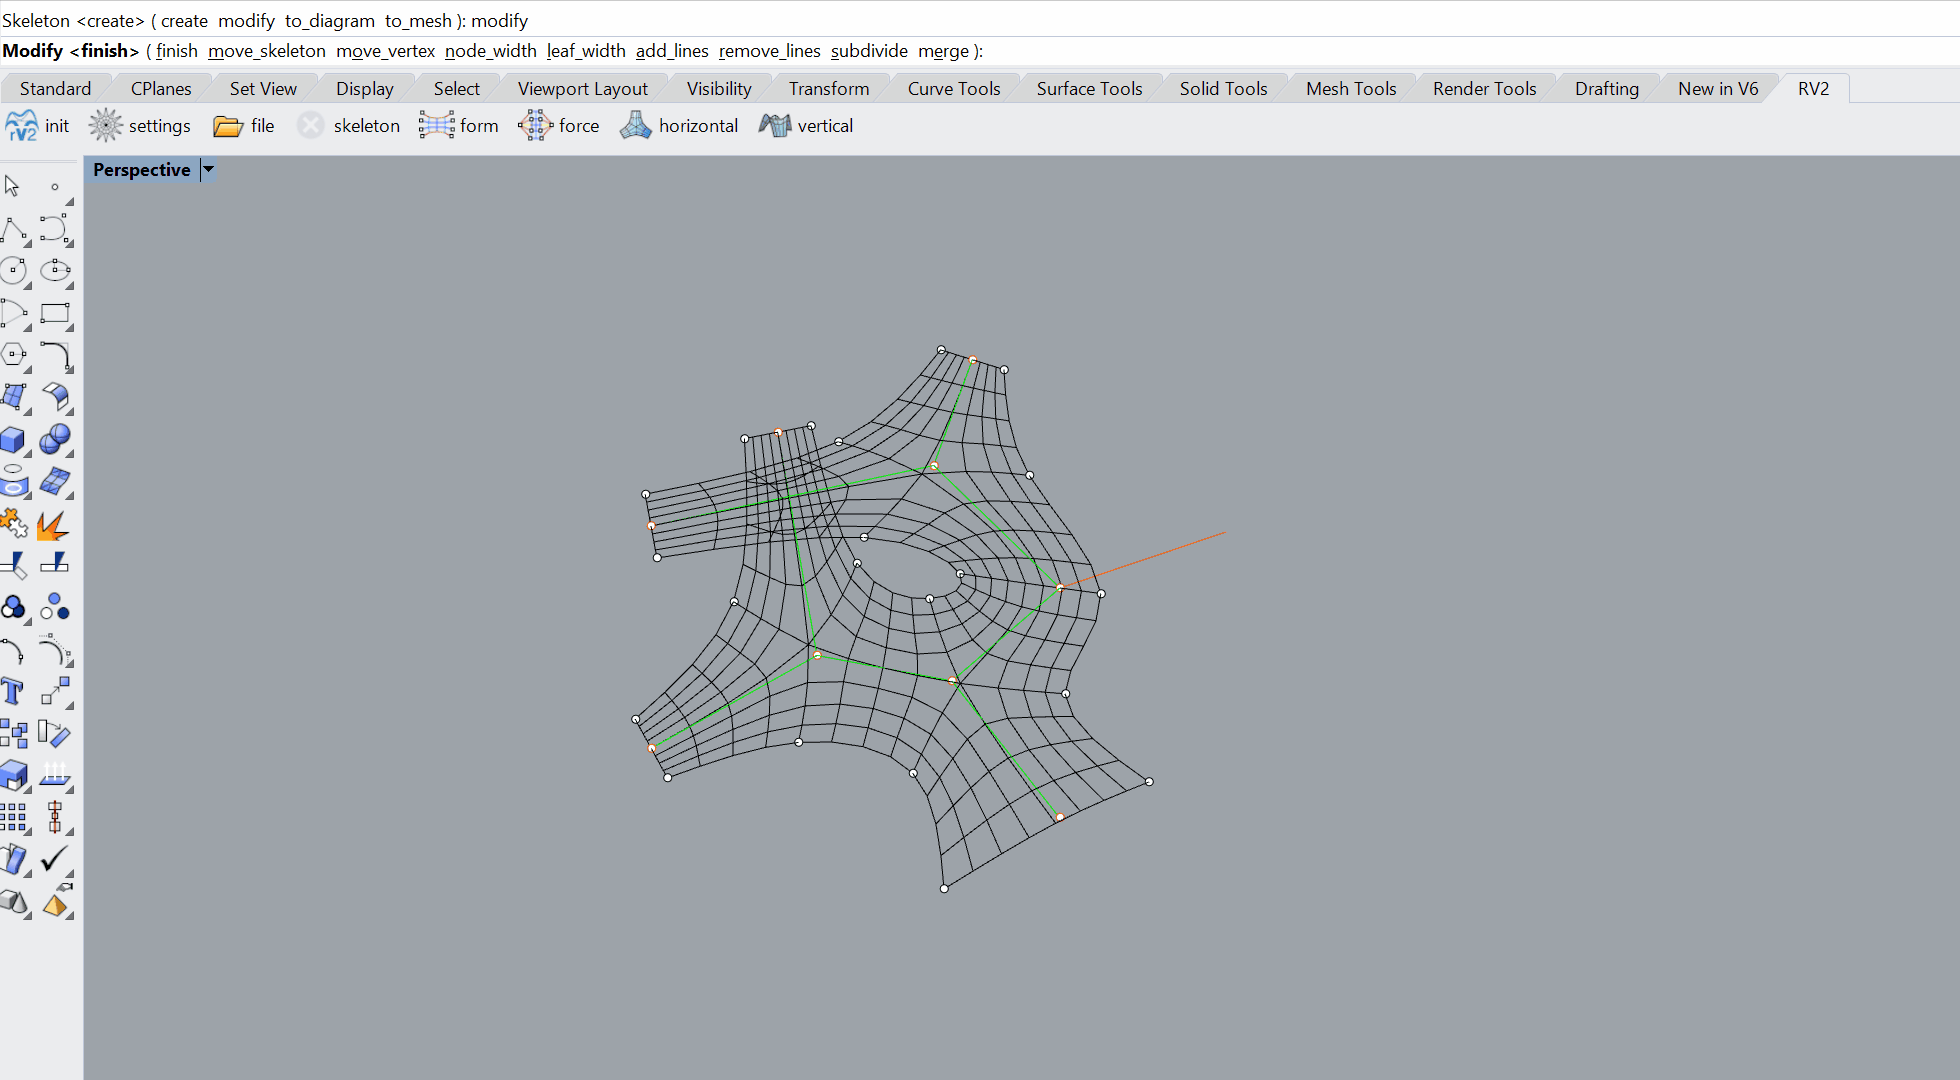 Skeleton <create> ( create modify to_diagram to_mesh ): modify
Modify <finish> ( finish move_skeleton move_vertex node_width leaf_width add_lines remove_lines subdivide merge ):
Standard CPlanes Set View Display Select Viewport Layout Visibility Transform Curve Tools Surface Tools Solid Tools Mesh Tools Render Tools Drafting New in V6 RV2
rV2 init settings file skeleton form force horizontal vertical
Perspective
T